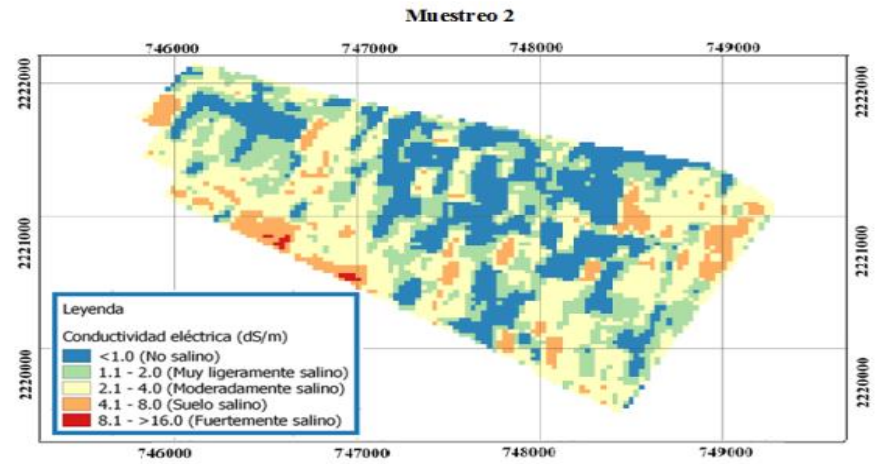 Muestreo 2
746000 747000 748000 749000
2222000 2222000
2221000 2221000
2220000 2220000
Leyenda
Conductividad eléctrica (dS/m)
<1.0 (No salino)
1.1 - 2.0 (Muy ligeramente salino)
2.1 - 4.0 (Moderadamente salino)
4.1 - 8.0 (Suelo salino)
8.1 - >16.0 (Fuertemente salino)
746000 747000 748000 749000